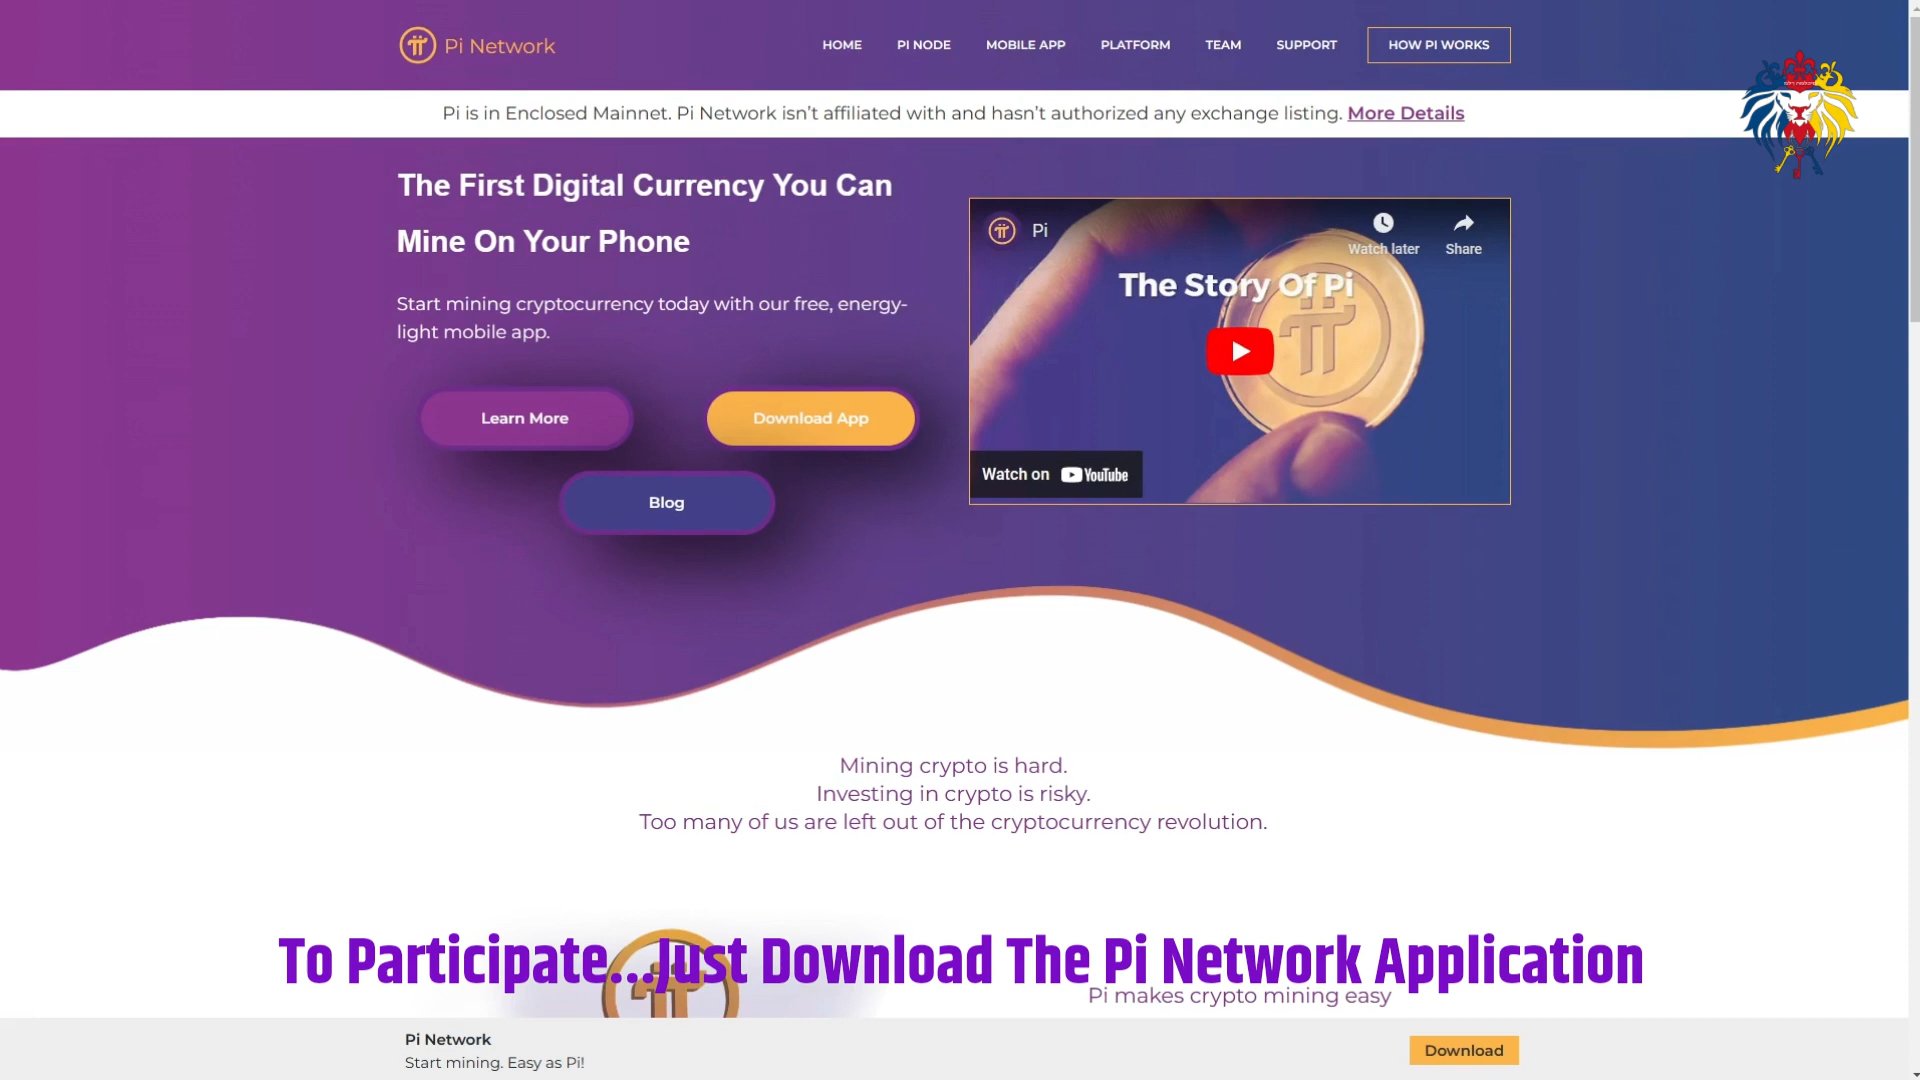 Pi Network
HOME PI NODE MOBILE APP PLATFORM TEAM SUPPORT HOW PI WORKS
Pi is in Enclosed Mainnet. Pi Network isn’t affiliated with and hasn’t authorized any exchange listing. More Details
The First Digital Currency You Can
Mine On Your Phone
Start mining cryptocurrency today with our free, energy-
light mobile app.
Learn More
Download App
Blog
Pi
Watch later
Share
The Story Of Pi
Watch on YouTube
Mining crypto is hard.
Investing in crypto is risky.
Too many of us are left out of the cryptocurrency revolution.
To Participate...Just Download The Pi Network Application
Pi makes crypto mining easy
Pi Network
Start mining. Easy as Pi!
Download